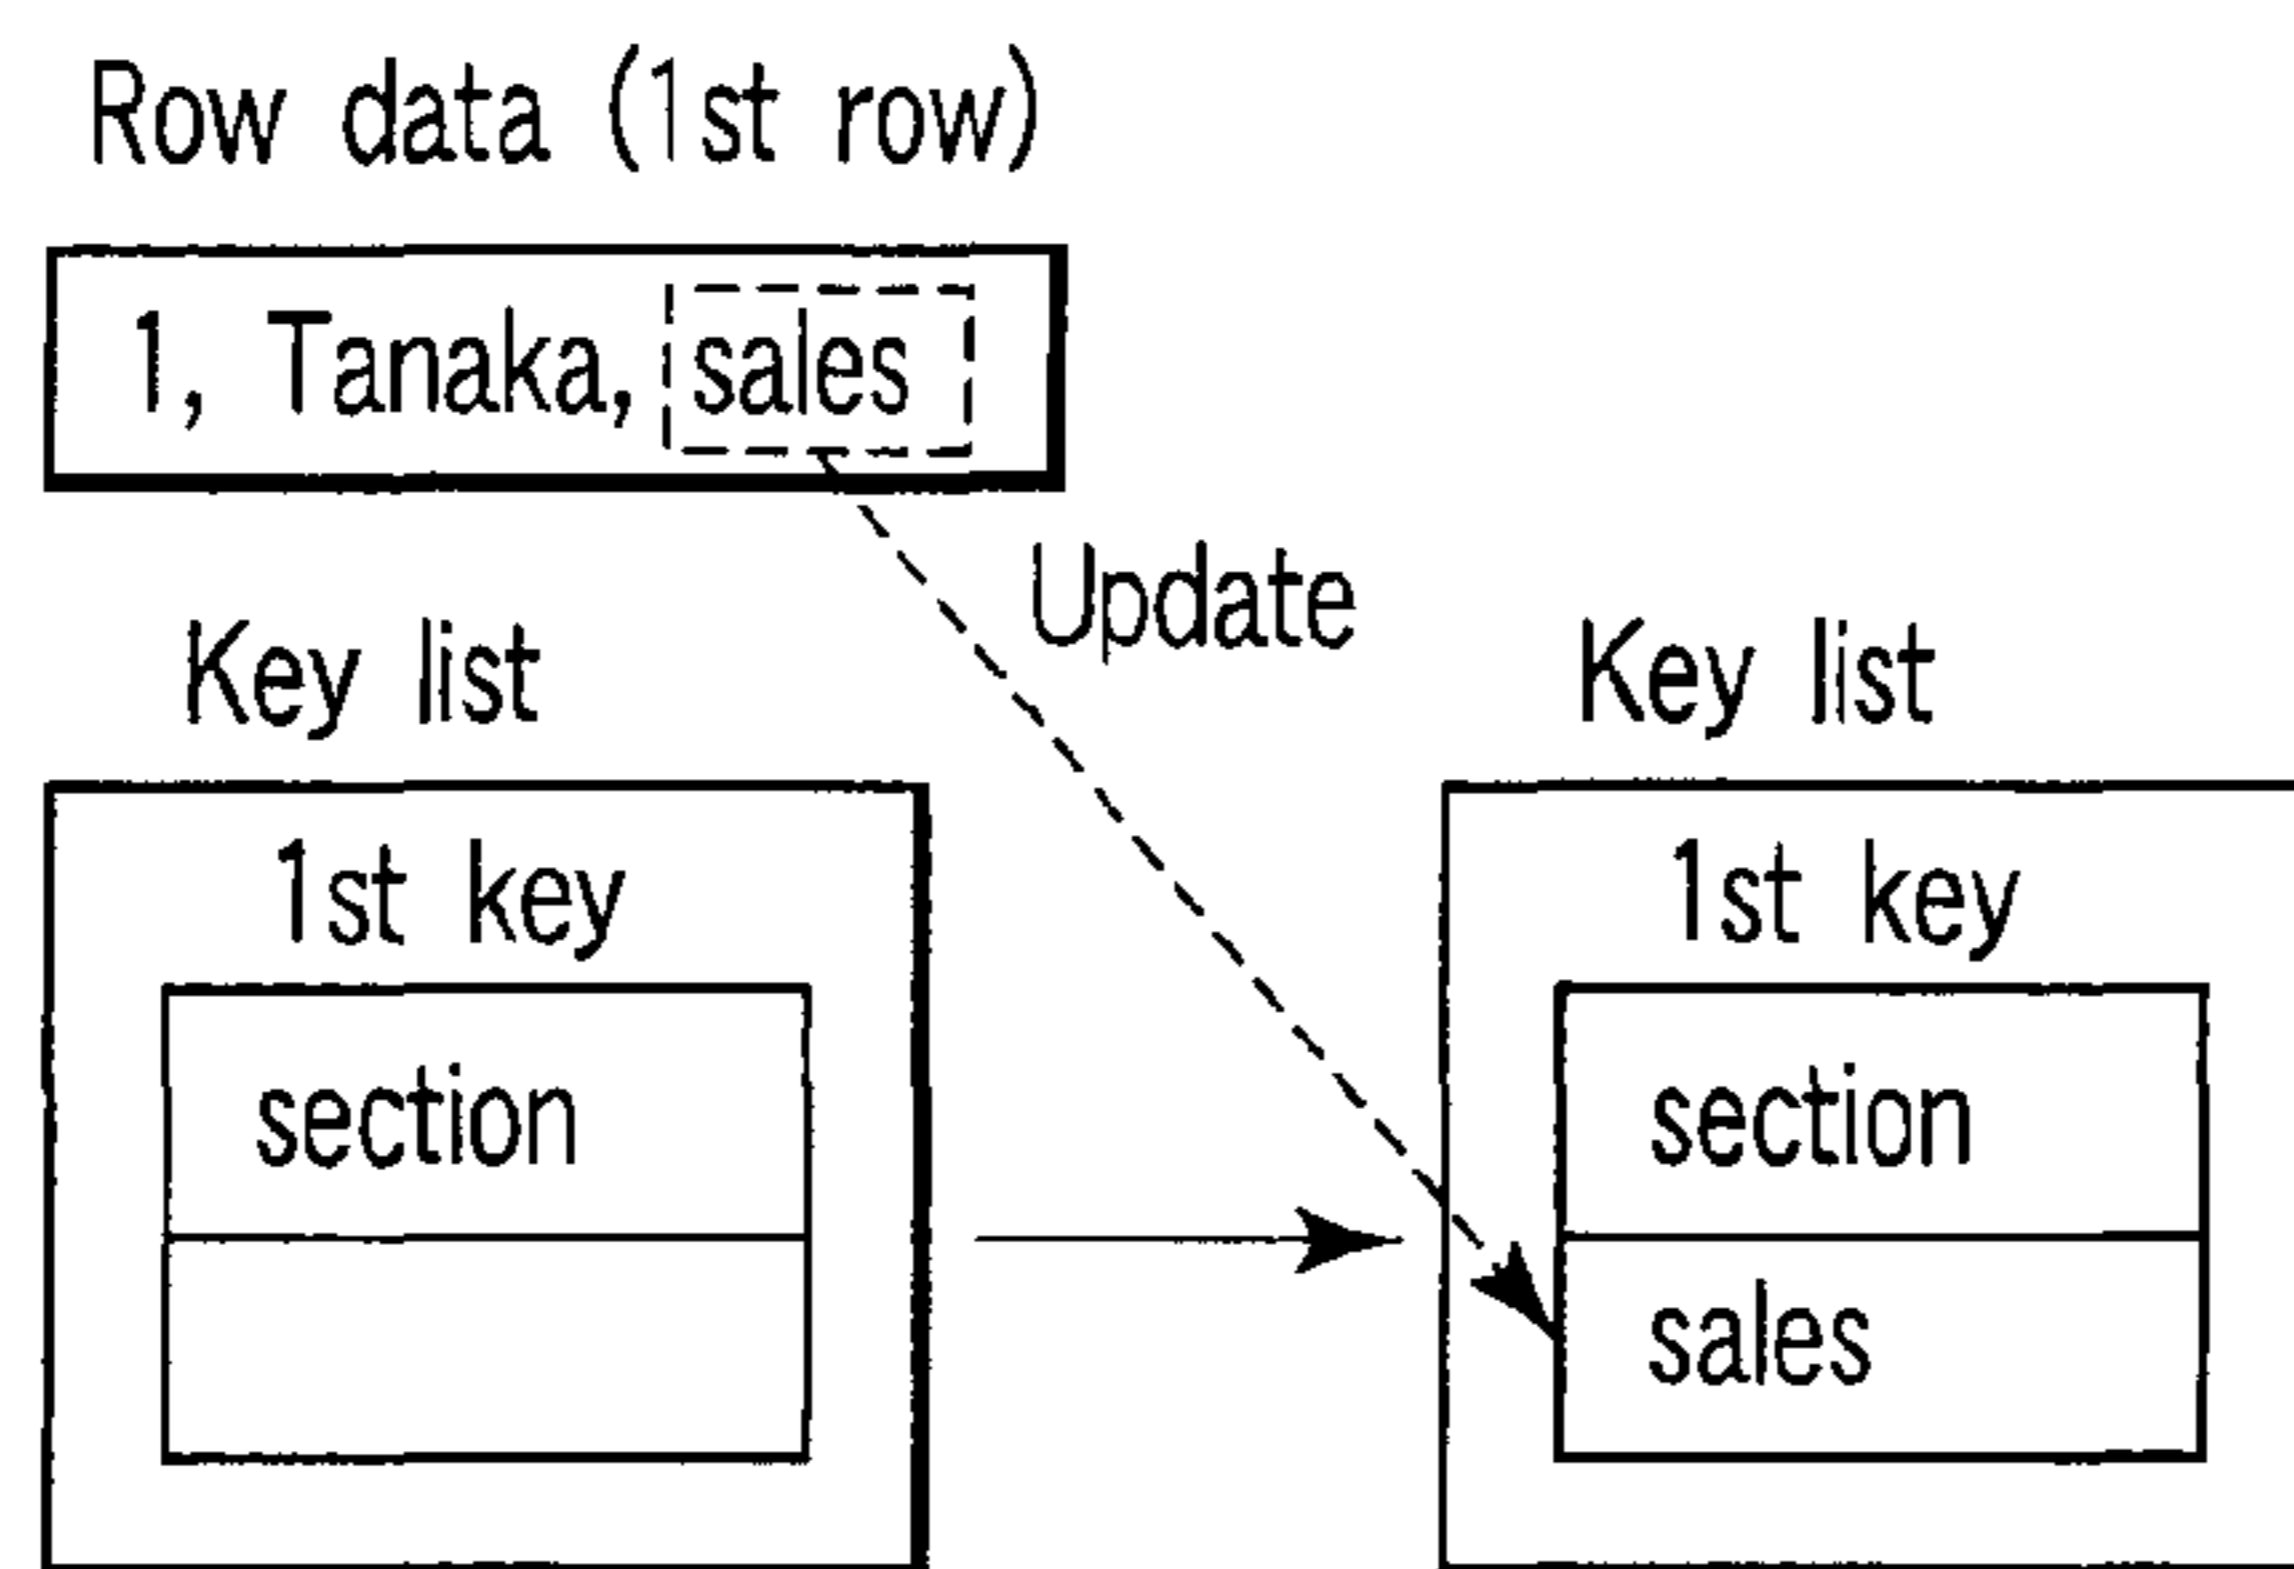 Row data (1st row)
1, Tanaka, sales
Update
Key list
1st key
section
Key list
1st key
section
sales